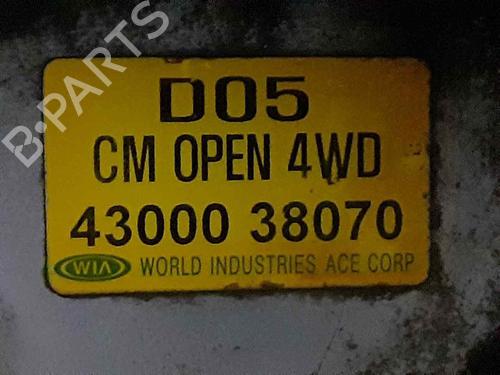 B-PARTS
D05
CM OPEN 4WD
43000 38070
WIA WORLD INDUSTRIES ACE CORP